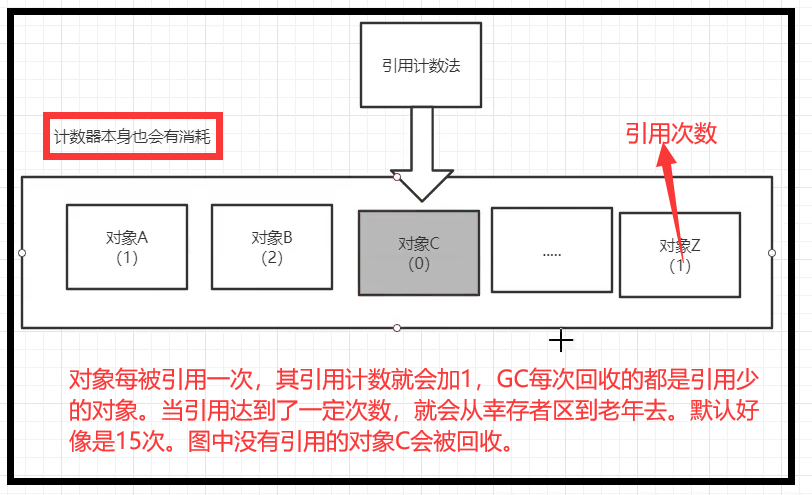 引用计数法
计数器本身也会有消耗
引用次数
对象A
（1）
对象B
（2）
对象C
（0）
.....
对象Z
（1）
对象每被引用一次，其引用计数就会加1，GC每次回收的都是引用少
的对象。当引用达到了一定次数，就会从幸存者区到老年去。默认好
像是15次。图中没有引用的对象C会被回收。